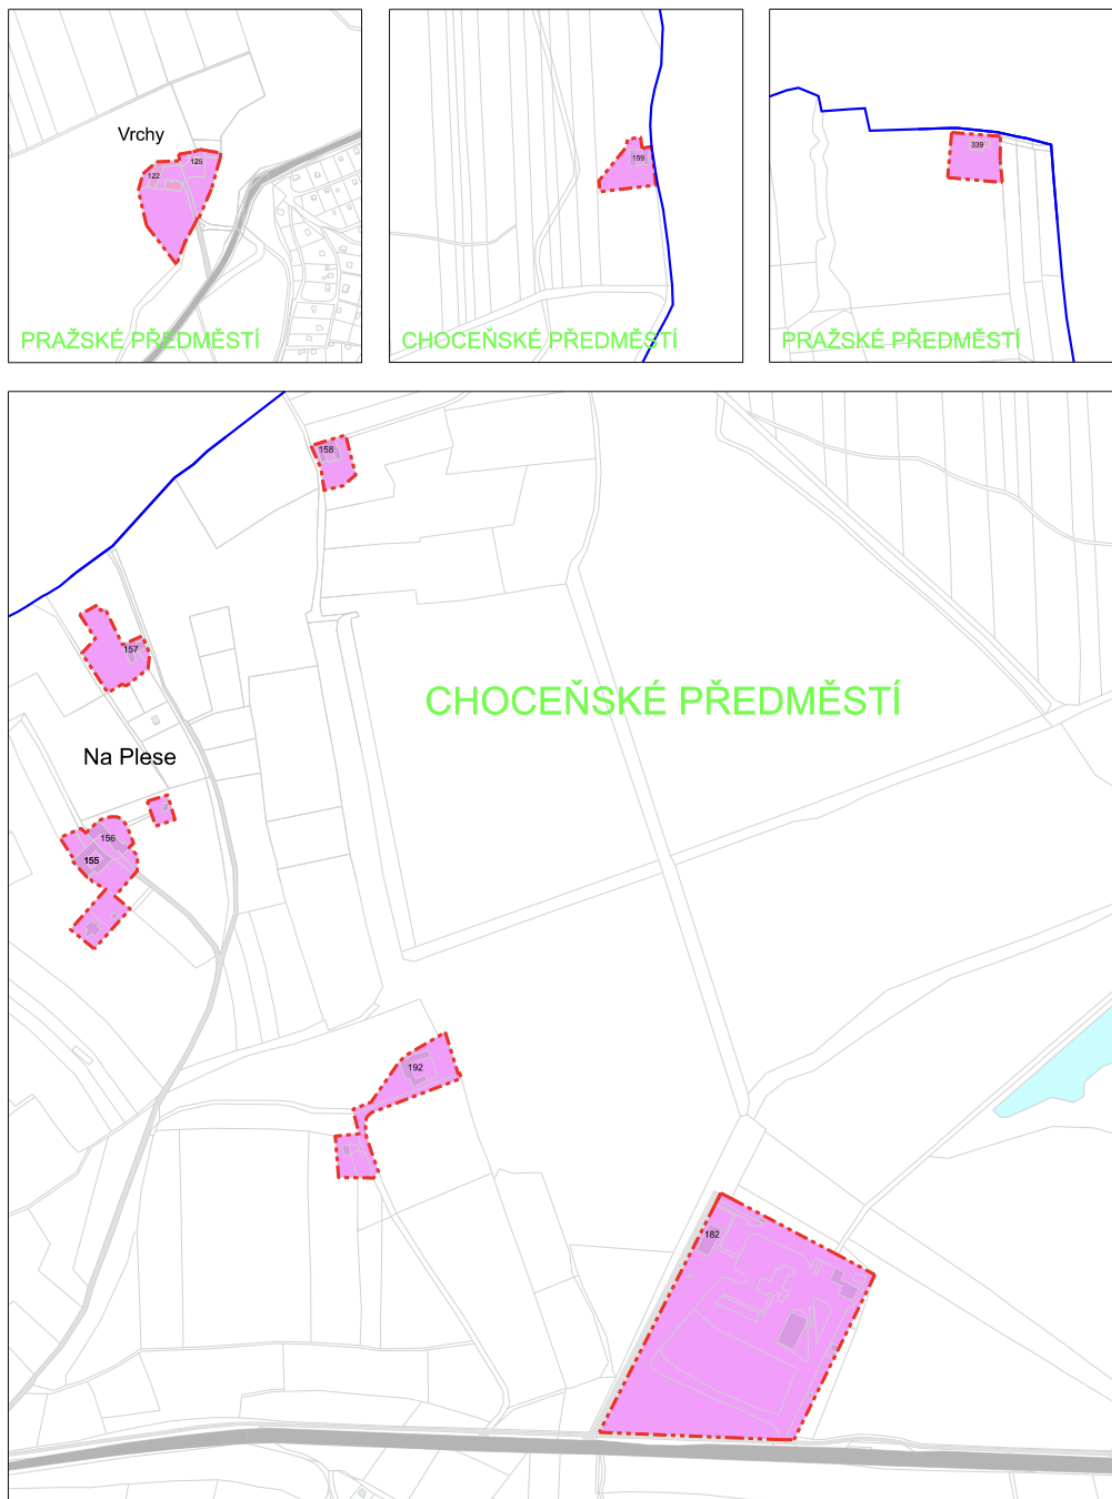 Vrchy
125
122
PRAŽSKÉ PŘEDMĚSTÍ
159
CHOCEŇSKÉ PŘEDMĚSTÍ
339
PRAŽSKÉ PŘEDMĚSTÍ
158
157
CHOCEŇSKÉ PŘEDMĚSTÍ
Na Plese
156
155
192
182